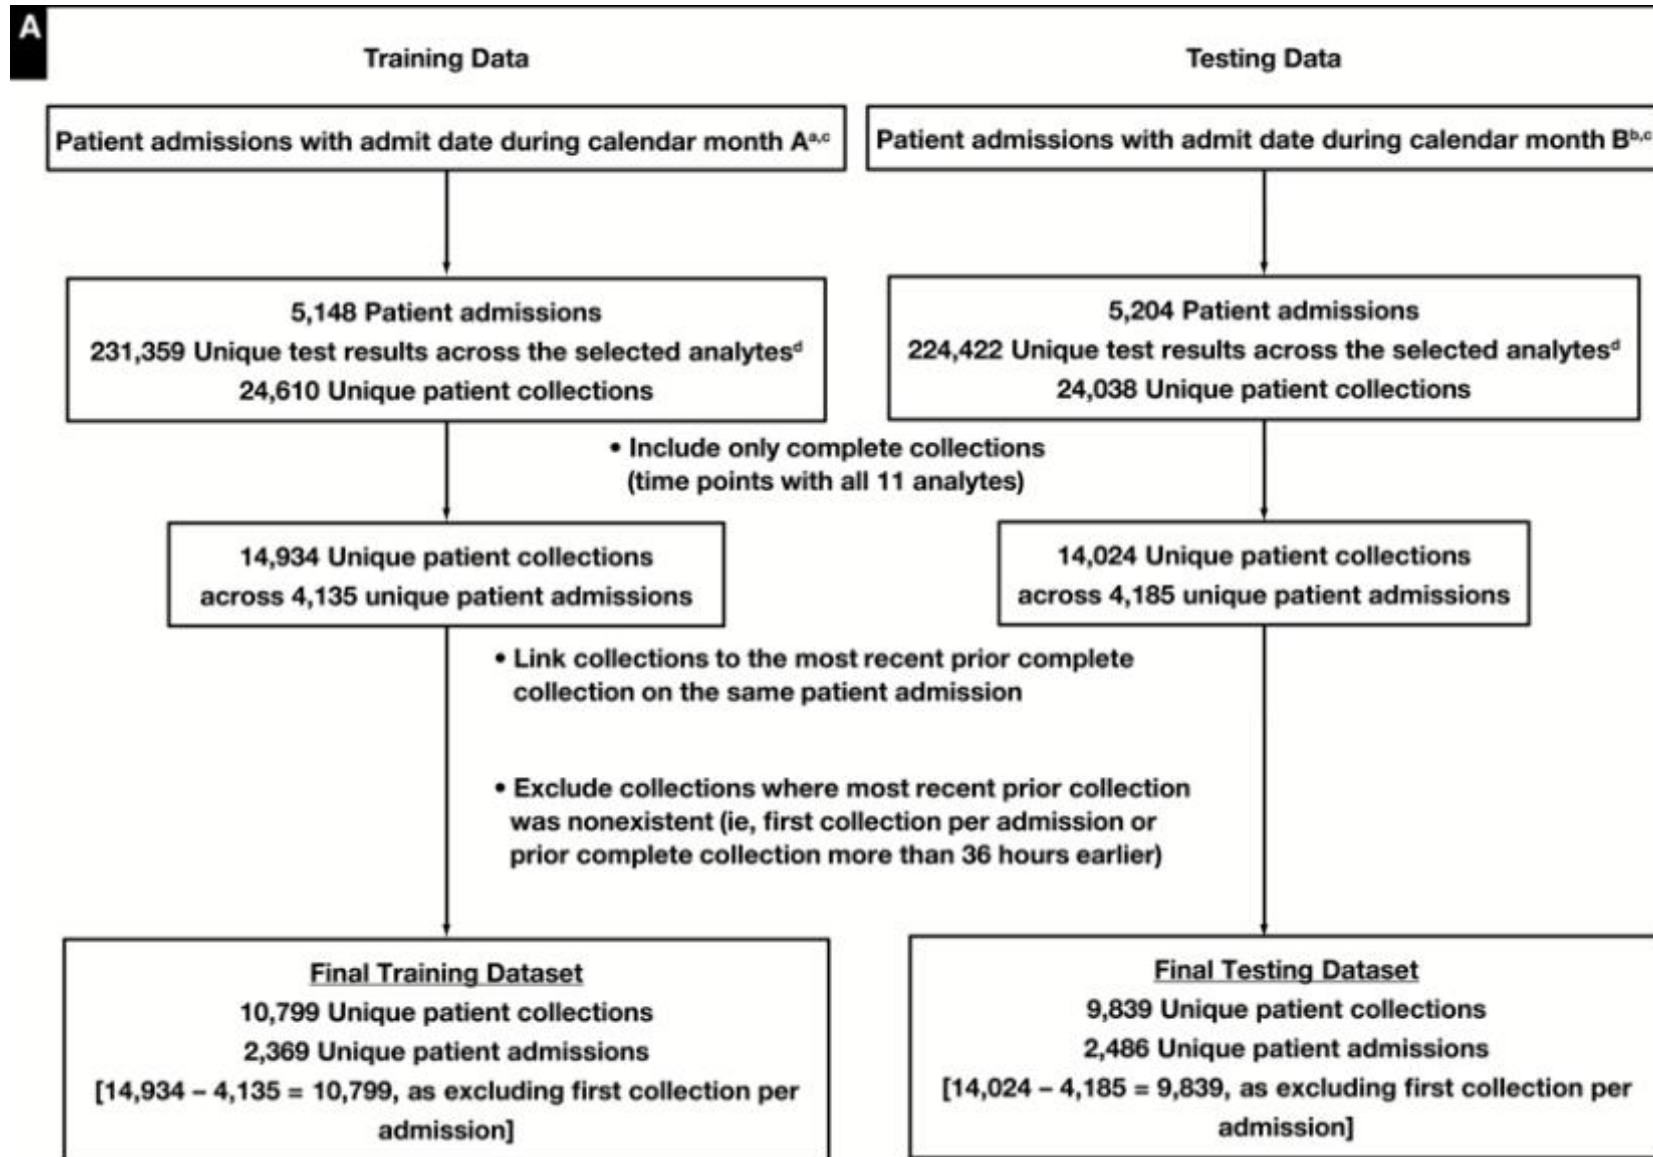 A
Training Data
Testing Data
Patient admissions with admit date during calendar month Aᵃ,ᶜ
Patient admissions with admit date during calendar month Bᵇ,ᶜ
5,148 Patient admissions
231,359 Unique test results across the selected analytesᵈ
24,610 Unique patient collections
5,204 Patient admissions
224,422 Unique test results across the selected analytesᵈ
24,038 Unique patient collections
• Include only complete collections
(time points with all 11 analytes)
14,934 Unique patient collections
across 4,135 unique patient admissions
14,024 Unique patient collections
across 4,185 unique patient admissions
• Link collections to the most recent prior complete
collection on the same patient admission
• Exclude collections where most recent prior collection
was nonexistent (ie, first collection per admission or
prior complete collection more than 36 hours earlier)
Final Training Dataset
10,799 Unique patient collections
2,369 Unique patient admissions
[14,934 – 4,135 = 10,799, as excluding first collection per
admission]
Final Testing Dataset
9,839 Unique patient collections
2,486 Unique patient admissions
[14,024 – 4,185 = 9,839, as excluding first collection per
admission]